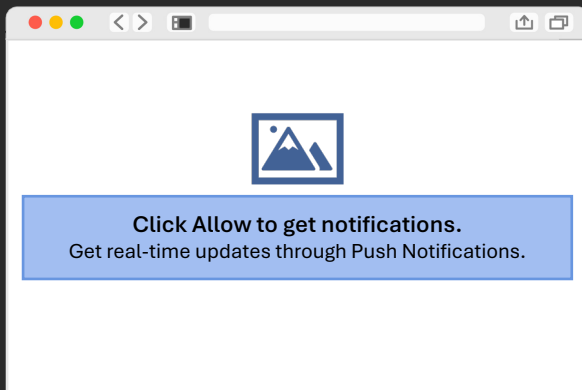 Click Allow to get notifications.
Get real-time updates through Push Notifications.